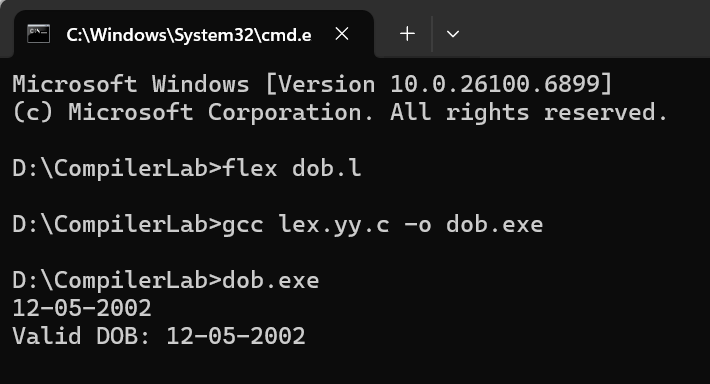 C:\Windows\System32\cmd.e
Microsoft Windows [Version 10.0.26100.6899]
(c) Microsoft Corporation. All rights reserved.
D:\CompilerLab>flex dob.l
D:\CompilerLab>gcc lex.yy.c -o dob.exe
D:\CompilerLab>dob.exe
12-05-2002
Valid DOB: 12-05-2002